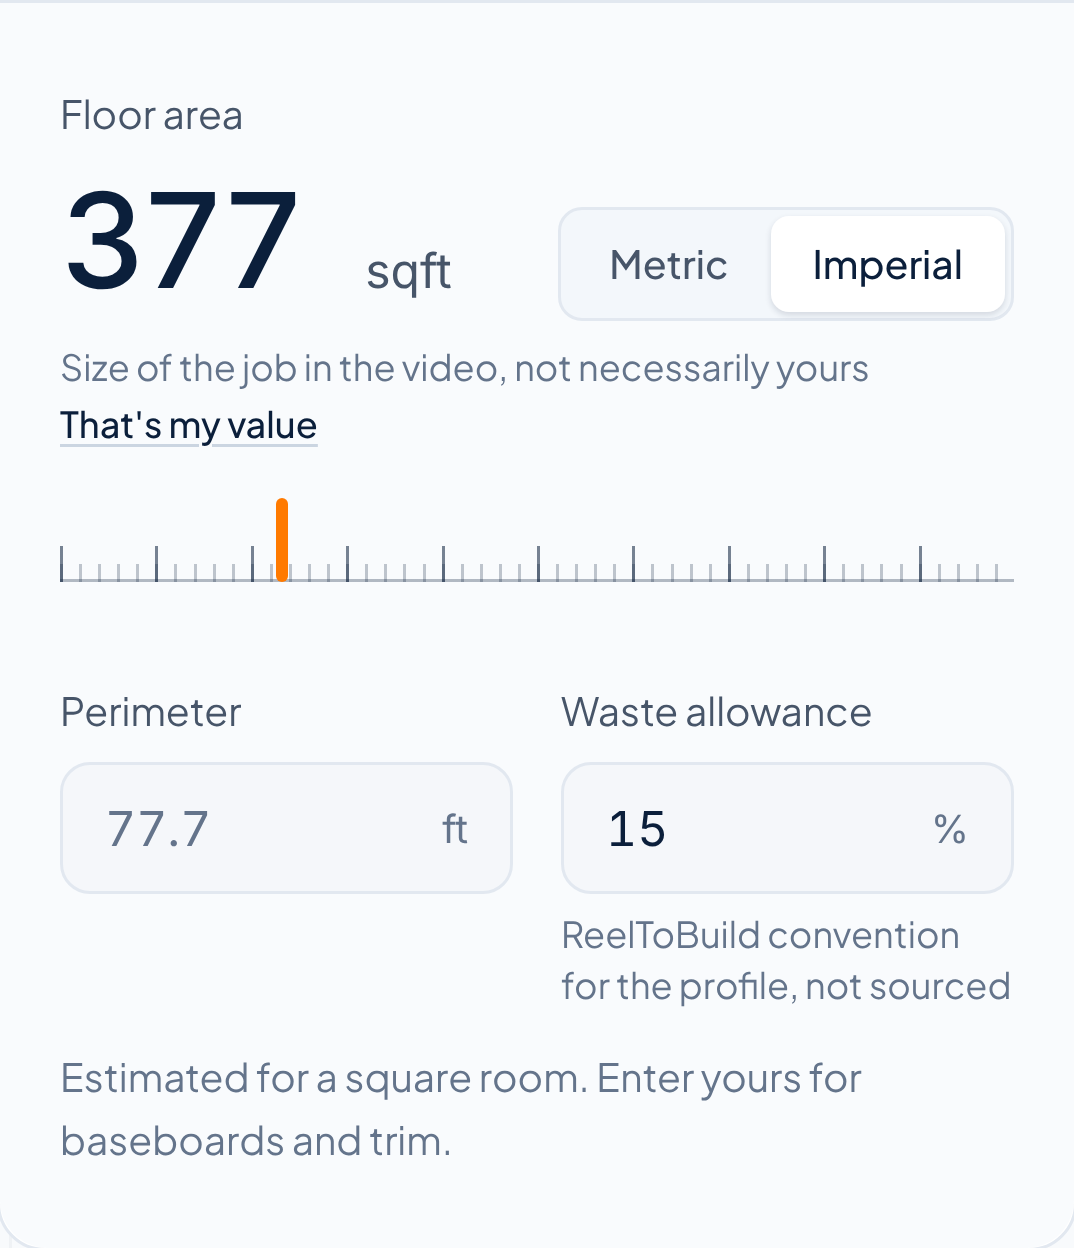 Floor area
377 sqft
Metric Imperial
Size of the job in the video, not necessarily yours
That's my value
Perimeter Waste allowance
77.7 ft 15 %
ReelToBuild convention
for the profile, not sourced
Estimated for a square room. Enter yours for
baseboards and trim.